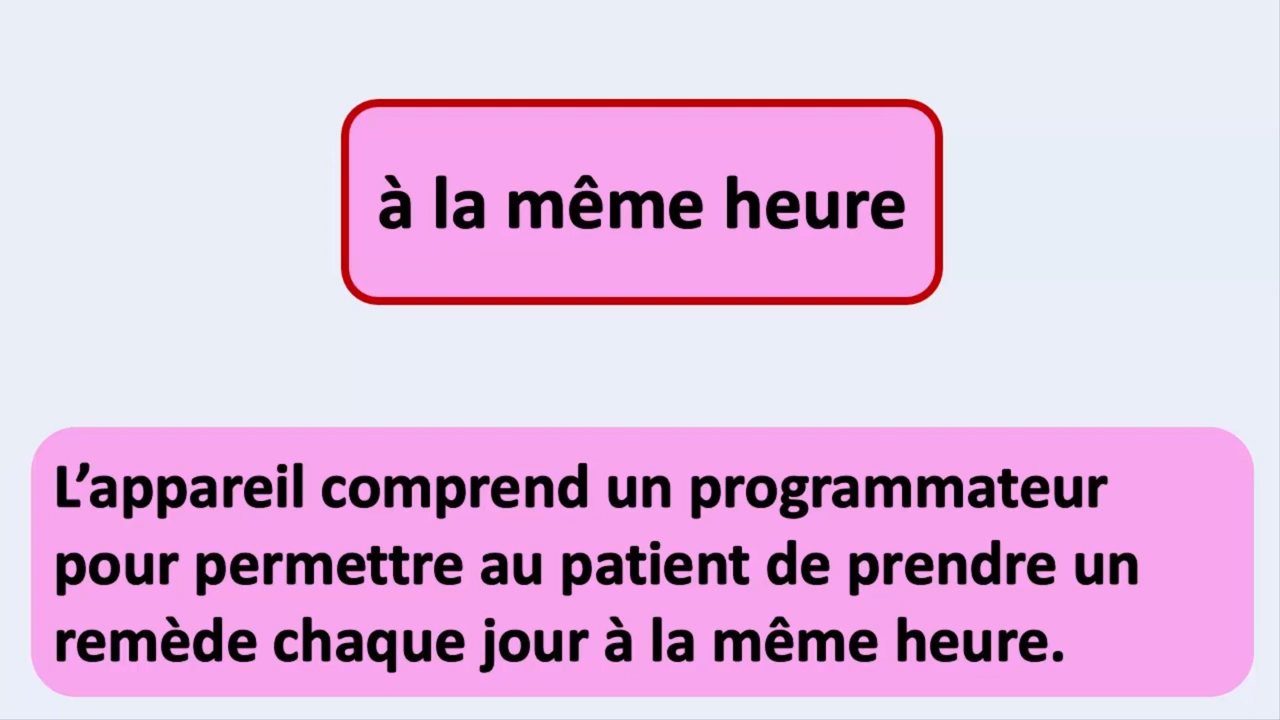 à la même heure
L’appareil comprend un programmateur
pour permettre au patient de prendre un
remède chaque jour à la même heure.